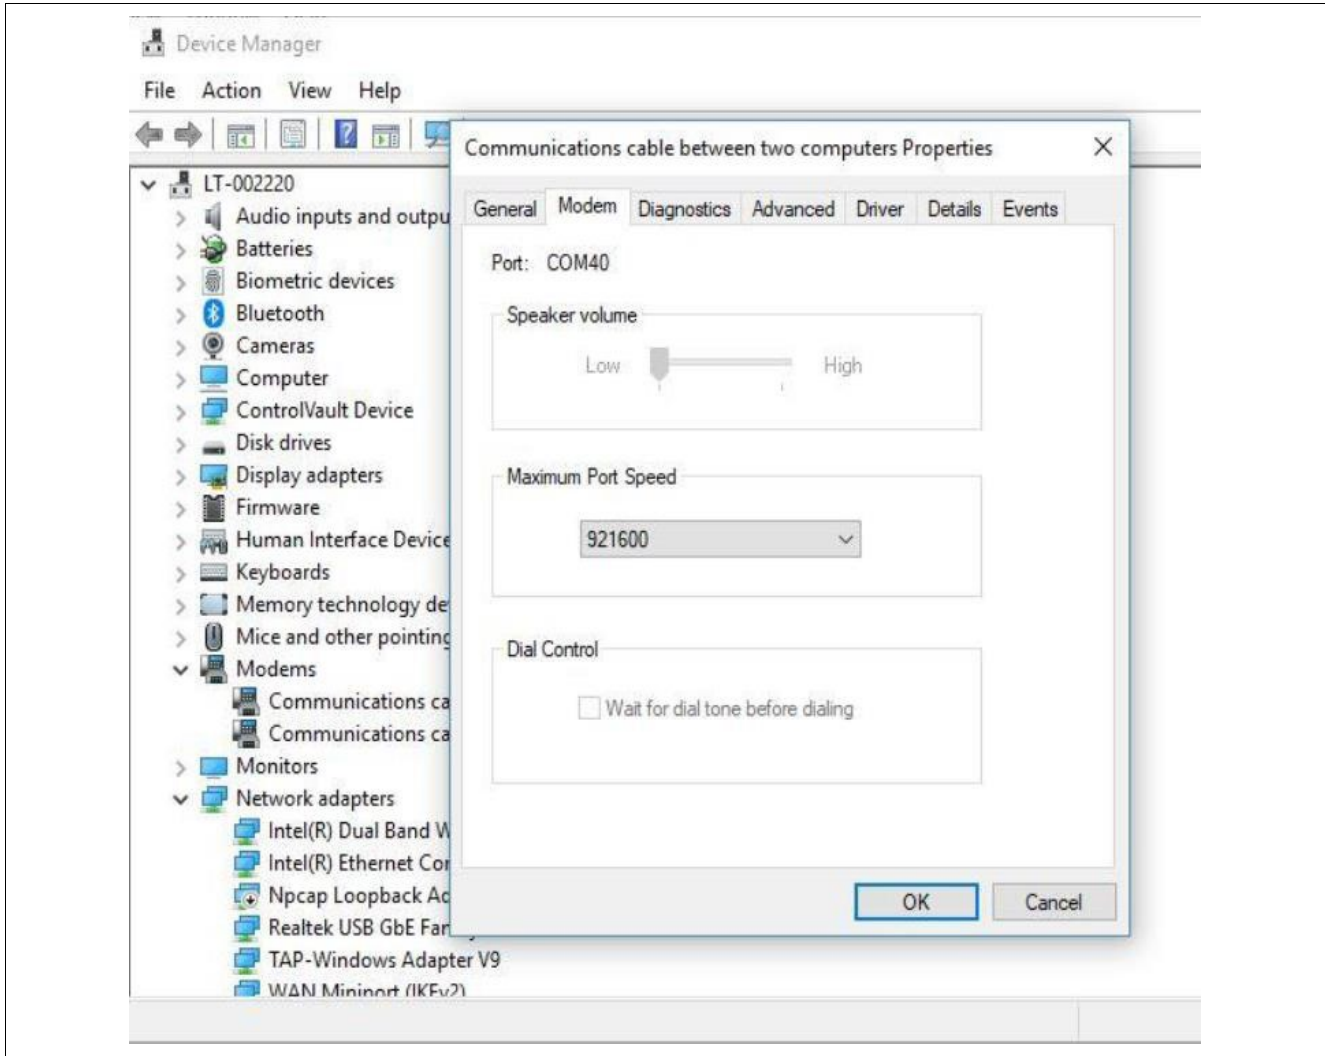 Device Manager
File Action View Help
LT-002220
Audio inputs and outpu
Batteries
Biometric devices
Bluetooth
Cameras
Computer
ControlVault Device
Disk drives
Display adapters
Firmware
Human Interface Device
Keyboards
Memory technology de
Mice and other pointing
Modems
Communications ca
Communications ca
Monitors
Network adapters
Intel(R) Dual Band W
Intel(R) Ethernet Cor
Npcap Loopback Ad
Realtek USB GbE Fam
TAP-Windows Adapter V9
WAN Miniport (IKEv2)
Communications cable between two computers Properties
General Modem Diagnostics Advanced Driver Details Events
Port: COM40
Speaker volume
Low High
Maximum Port Speed
921600
Dial Control
Wait for dial tone before dialing
OK Cancel